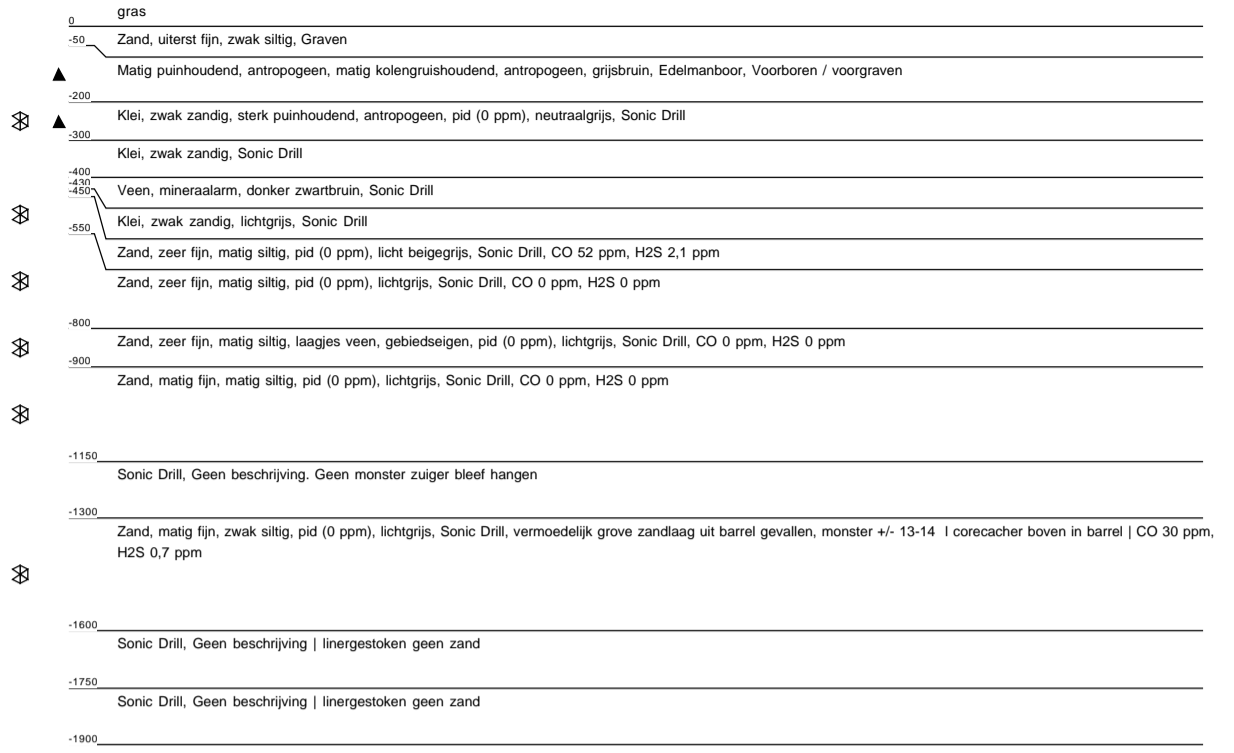 gras
0
Zand, uiterst fijn, zwak siltig, Graven
-50
Matig puinhoudend, antropogeen, matig kolengruishoudend, antropogeen, grijsbruin, Edelmanboor, Voorboren / voorgraven
-200
Klei, zwak zandig, sterk puinhoudend, antropogeen, pid (0 ppm), neutraalgrijs, Sonic Drill
-300
Klei, zwak zandig, Sonic Drill
-400
-430
-450
Veen, mineraalarm, donker zwartbruin, Sonic Drill
Klei, zwak zandig, lichtgrijs, Sonic Drill
-550
Zand, zeer fijn, matig siltig, pid (0 ppm), licht beigegrijs, Sonic Drill, CO 52 ppm, H2S 2,1 ppm
Zand, zeer fijn, matig siltig, pid (0 ppm), lichtgrijs, Sonic Drill, CO 0 ppm, H2S 0 ppm
-800
Zand, zeer fijn, matig siltig, laagjes veen, gebiedseigen, pid (0 ppm), lichtgrijs, Sonic Drill, CO 0 ppm, H2S 0 ppm
-900
Zand, matig fijn, matig siltig, pid (0 ppm), lichtgrijs, Sonic Drill, CO 0 ppm, H2S 0 ppm
-1150
Sonic Drill, Geen beschrijving. Geen monster zuiger bleef hangen
-1300
Zand, matig fijn, zwak siltig, pid (0 ppm), lichtgrijs, Sonic Drill, vermoedelijk grove zandlaag uit barrel gevallen, monster +/- 13-14 I corecacher boven in barrel | CO 30 ppm,
H2S 0,7 ppm
-1600
Sonic Drill, Geen beschrijving | linergestoken geen zand
-1750
Sonic Drill, Geen beschrijving | linergestoken geen zand
-1900